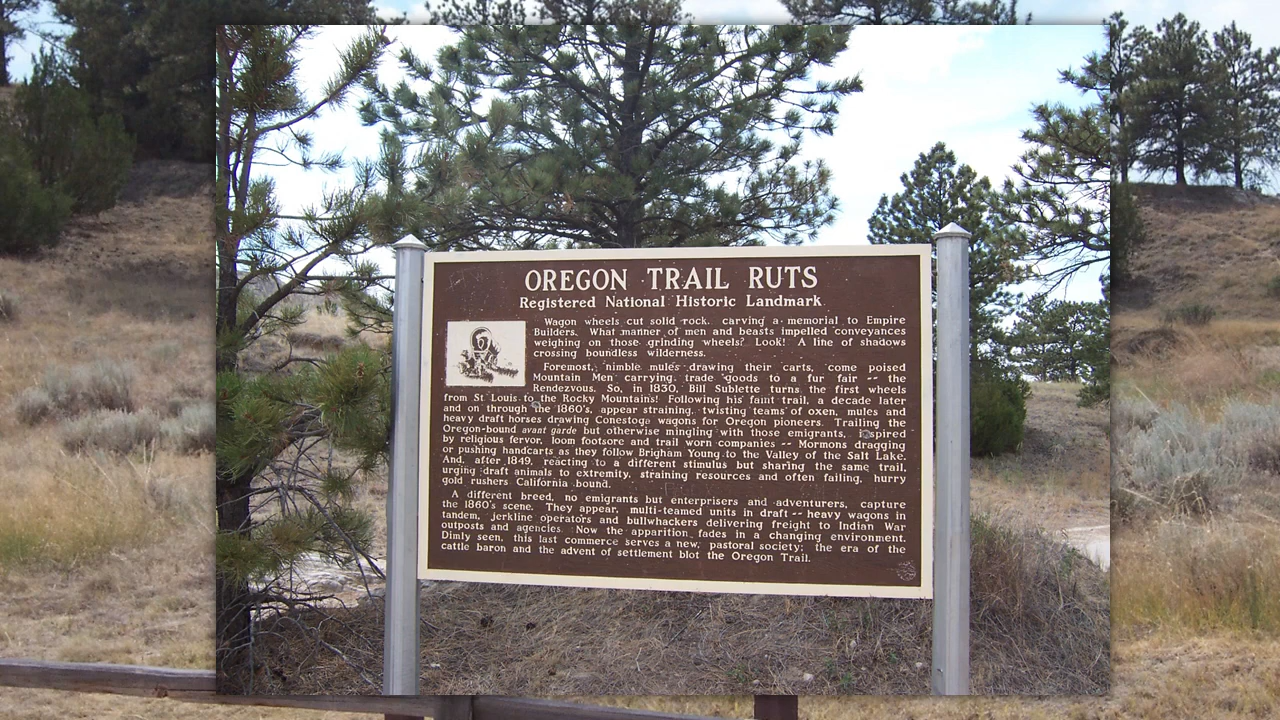 OREGON TRAIL RUTS
Registered National Historic Landmark
Wagon wheels cut solid rock, carving a memorial to Empire
Builders. What manner of men and beasts impelled conveyances
weighing on those grinding wheels? Look! A line of shadows
crossing boundless wilderness.
Foremost, nimble mules drawing their carts, come poised
Mountain Men carrying trade goods to a fur fair -- the
Rendezvous. So, in 1830, Bill Sublette turns the first wheels
from St Louis to the Rocky Mountains! Following his faint trail, a decade later
and on through the 1860's, appear straining, twisting teams of oxen, mules and
heavy draft horses drawing Conestoga wagons for Oregon pioneers. Trailing the
Oregon-bound avant garde but otherwise mingling with those emigrants, inspired
by religious fervor, loom footsore and trail worn companies -- Mormons dragging
or pushing handcarts as they follow Brigham Young to the Valley of the Salt Lake.
And, after 1849, reacting to a different stimulus but sharing the same trail,
urging draft animals to extremity, straining resources and often failing, hurry
gold rushers California bound.
A different breed, no emigrants but enterprisers and adventurers, capture
the 1860's scene. They appear, multi-teamed units in draft -- heavy wagons in
tandem, jerkline operators and bullwhackers delivering freight to Indian War
outposts and agencies. Now the apparition fades in a changing environment.
Dimly seen, this last commerce serves a new, pastoral society; the era of the
cattle baron and the advent of settlement blot the Oregon Trail.